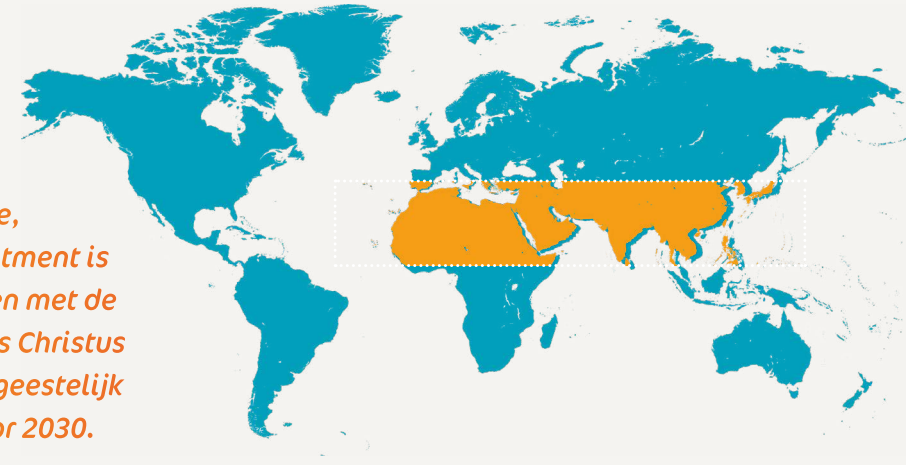 e,
tment is
en met de
s Christus
geestelijk
or 2030.